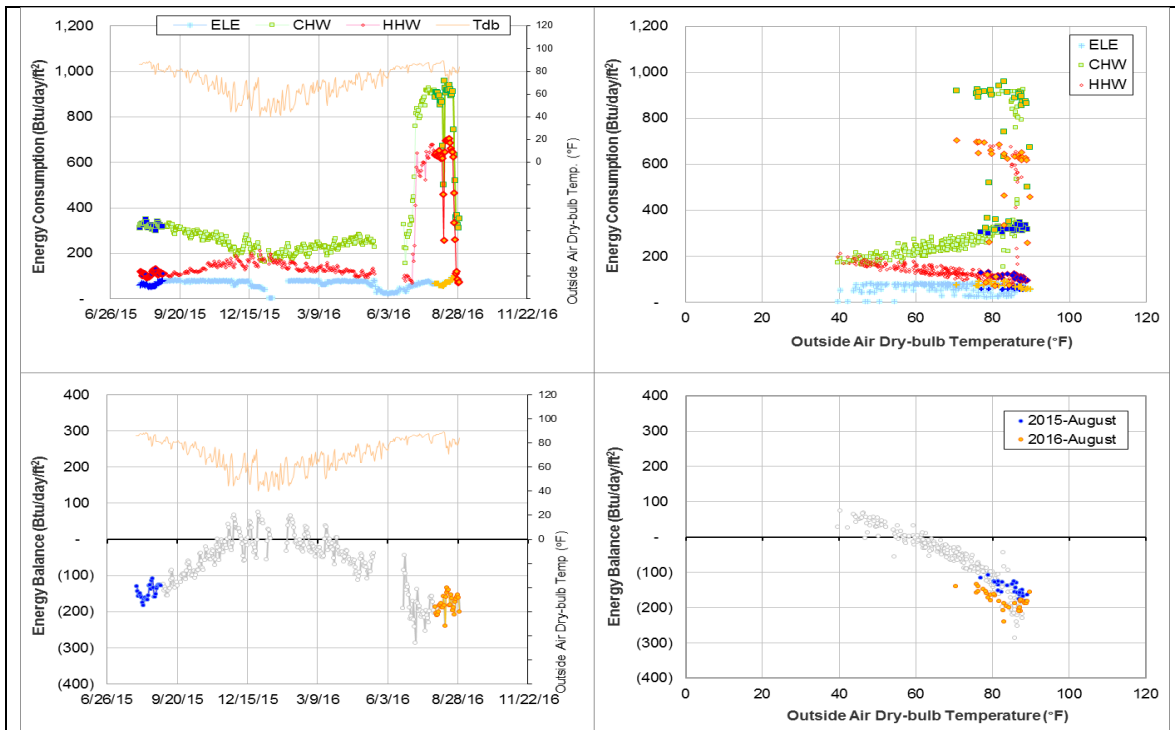 ELE CHW HHW Tdb
Energy Consumption (Btu/day/ft²)
1,200
1,000
800
600
400
200
-
120
100
80
60
40
20
0
Outside Air Dry-bulb Temp. (°F)
6/26/15 9/20/15 12/15/15 3/9/16 6/3/16 8/28/16 11/22/16
Energy Consumption (Btu/day/ft²)
1,200
1,000
800
600
400
200
-
ELE
CHW
HHW
0 20 40 60 80 100 120
Outside Air Dry-bulb Temperature (°F)
Energy Balance (Btu/day/ft²)
400
300
200
100
-
(100)
(200)
(300)
(400)
120
100
80
60
40
20
0
Outside Air Dry-bulb Temp (°F)
6/26/15 9/20/15 12/15/15 3/9/16 6/3/16 8/28/16 11/22/16
Energy Balance (Btu/day/ft²)
400
300
200
100
-
(100)
(200)
(300)
(400)
2015-August
2016-August
0 20 40 60 80 100 120
Outside Air Dry-bulb Temperature (°F)